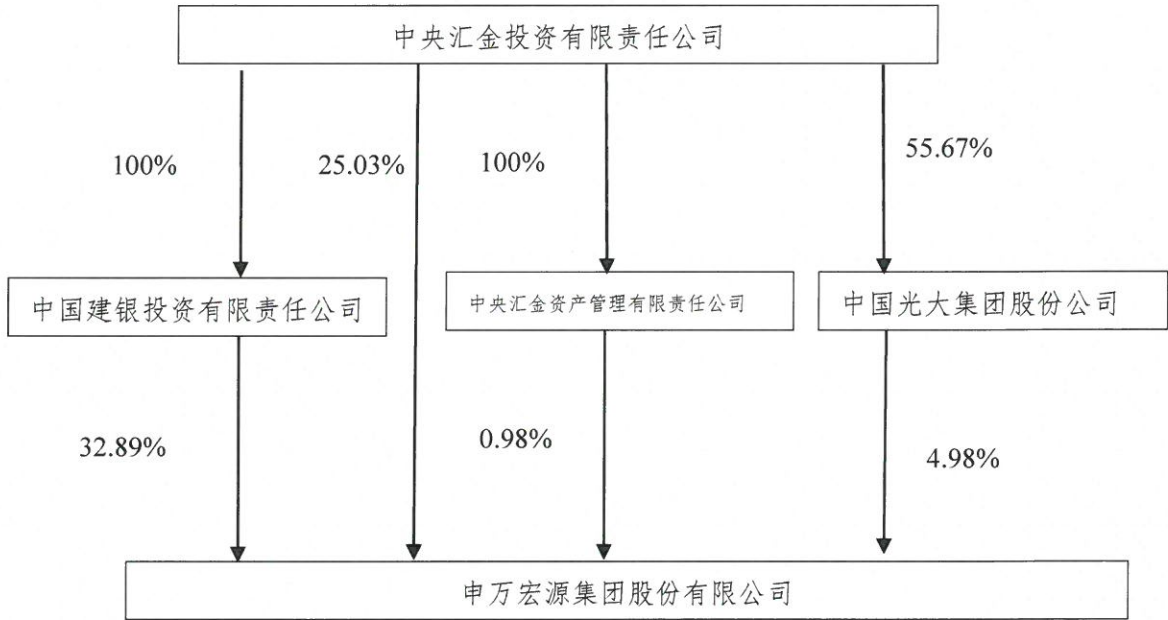 中央汇金投资有限责任公司
100%
25.03%
100%
55.67%
中国建银投资有限责任公司
中央汇金资产管理有限责任公司
中国光大集团股份公司
32.89%
0.98%
4.98%
申万宏源集团股份有限公司